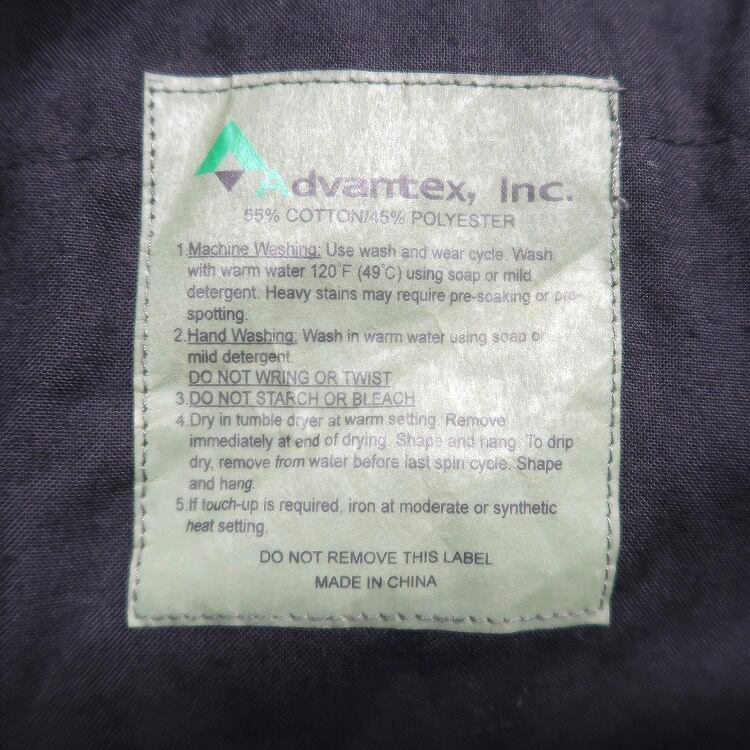 Advantex, Inc.
55% COTTON/45% POLYESTER
1.Machine Washing: Use wash and wear cycle. Wash
with warm water 120°F (49°C) using soap or mild
detergent. Heavy stains may require pre-soaking or pre-
spotting.
2.Hand Washing: Wash in warm water using soap or
mild detergent.
DO NOT WRING OR TWIST
3.DO NOT STARCH OR BLEACH
4.Dry in tumble dryer at warm setting. Remove
immediately at end of drying. Shape and hang. To drip
dry, remove from water before last spin cycle. Shape
and hang.
5.If touch-up is required, iron at moderate or synthetic
heat setting.
DO NOT REMOVE THIS LABEL
MADE IN CHINA